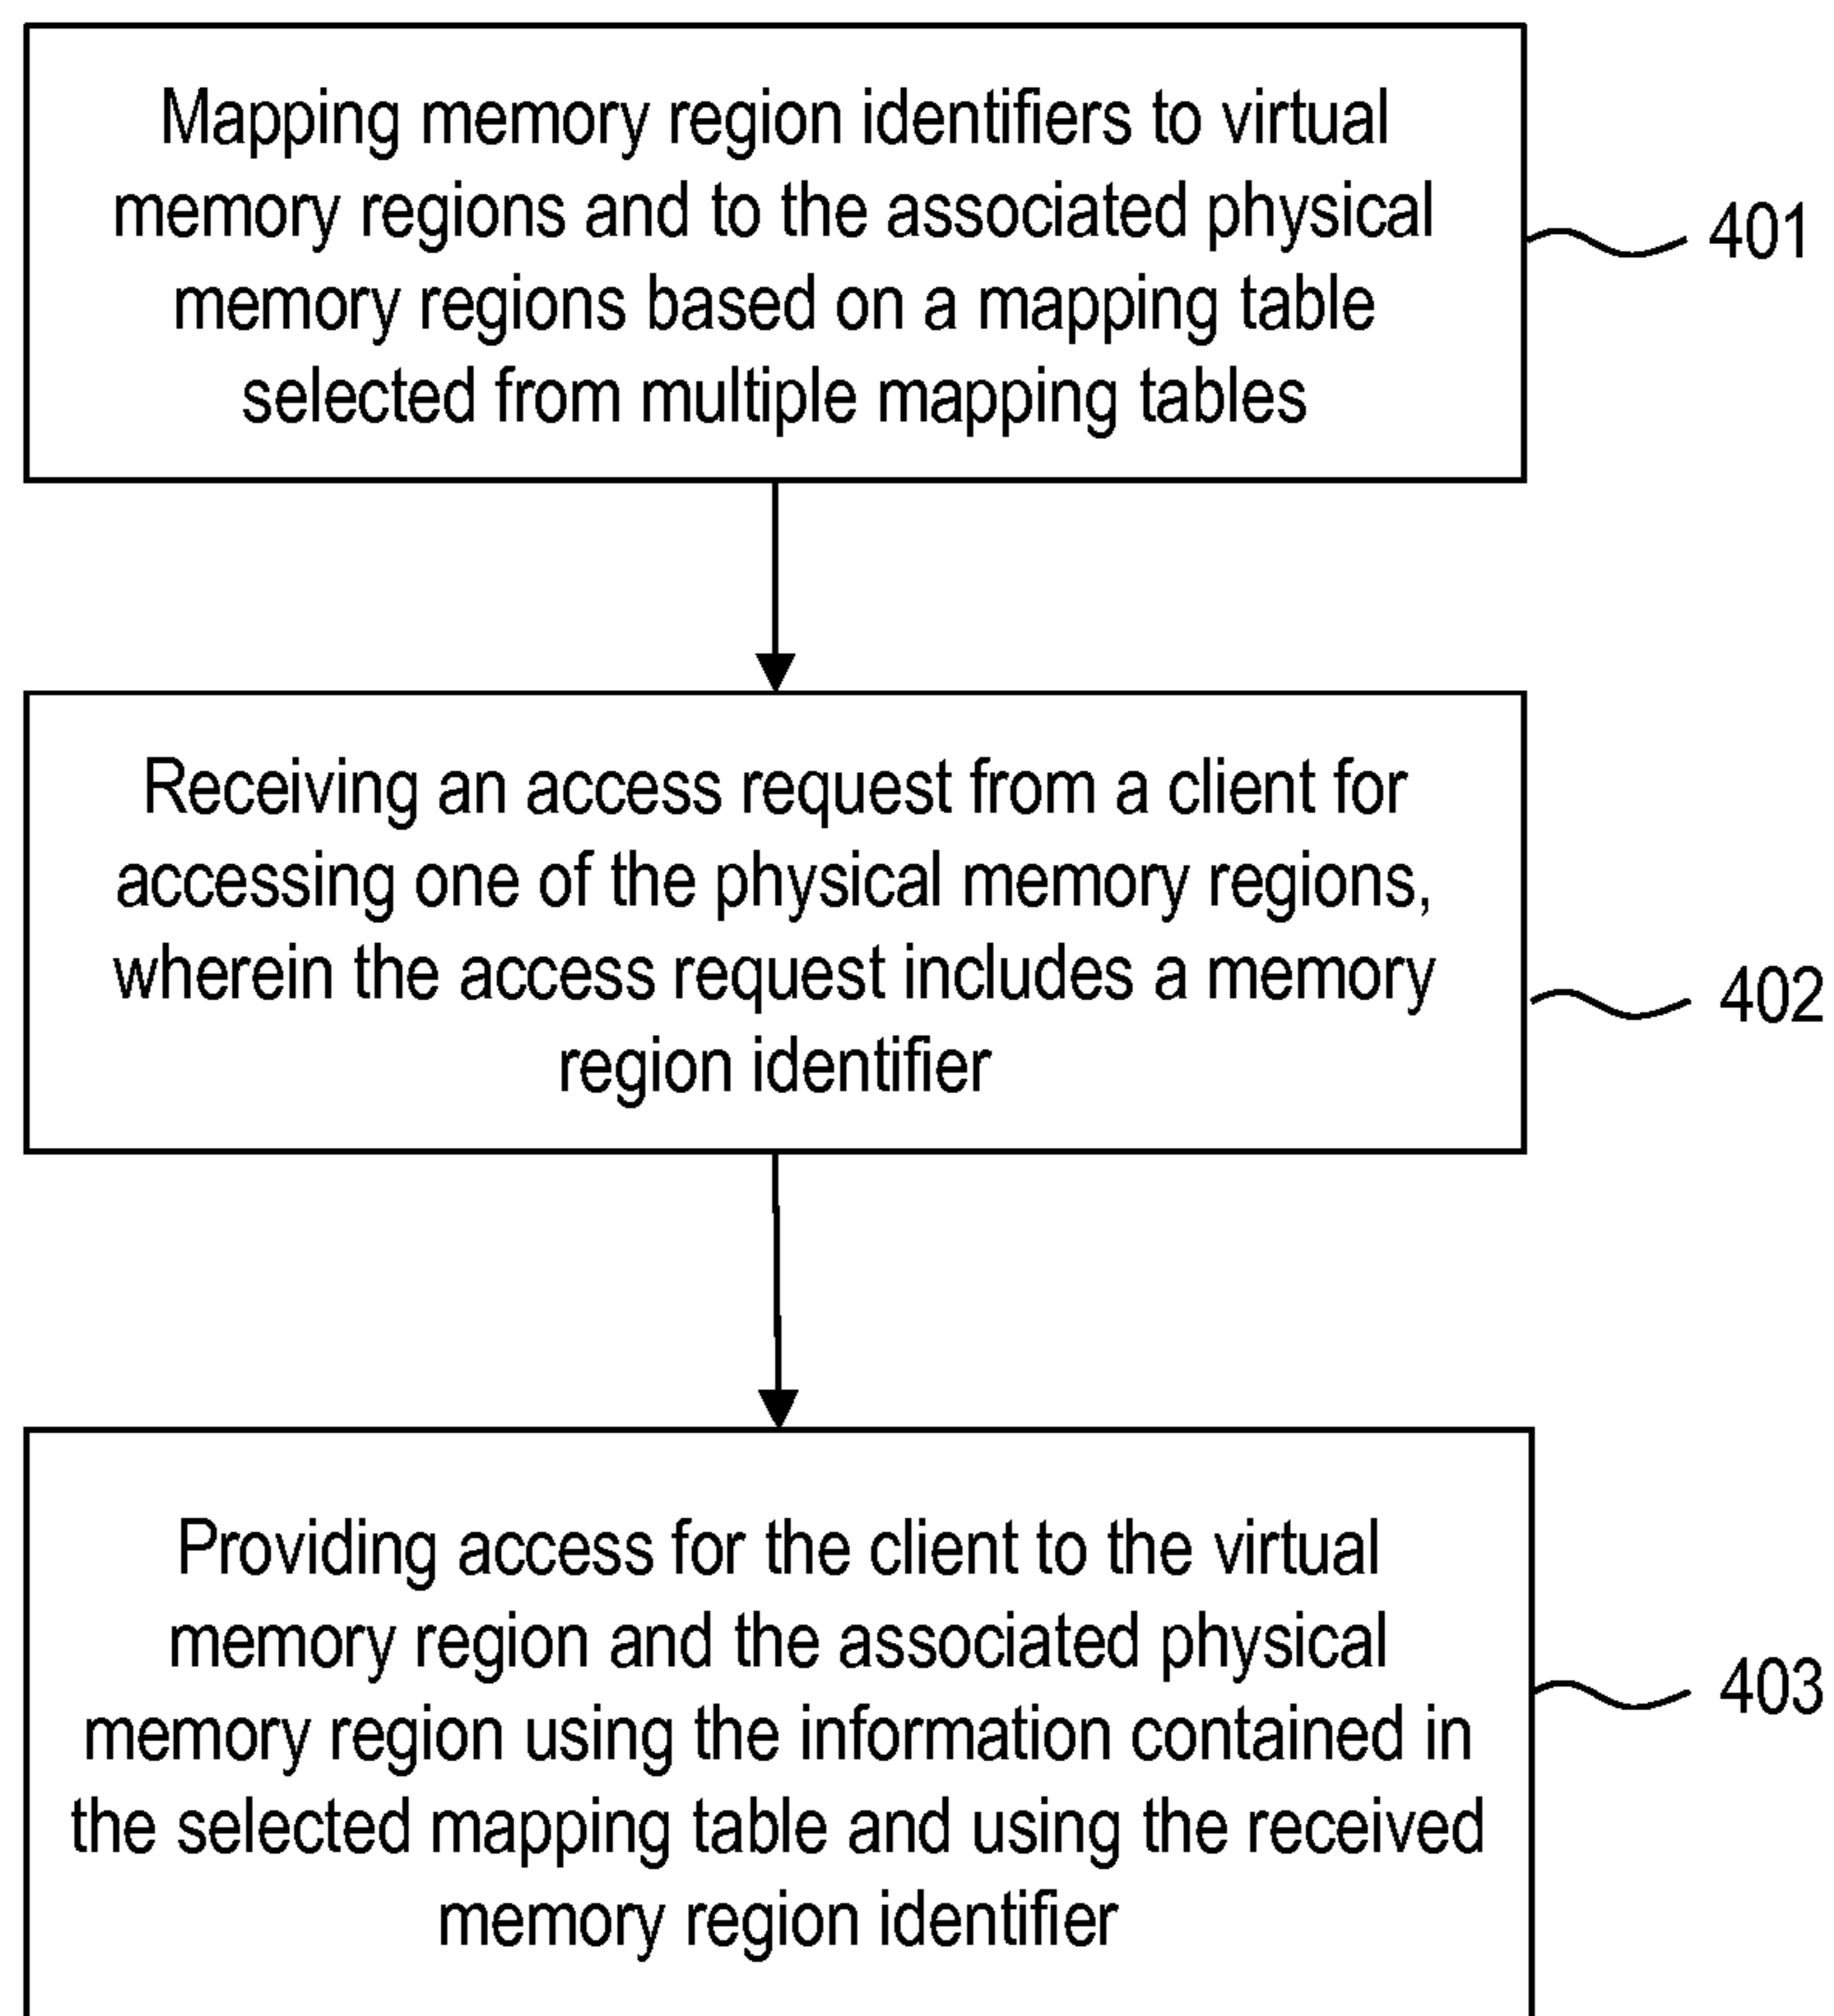 Mapping memory region identifiers to virtual
memory regions and to the associated physical
memory regions based on a mapping table
selected from multiple mapping tables
401
Receiving an access request from a client for
accessing one of the physical memory regions,
wherein the access request includes a memory
region identifier
402
Providing access for the client to the virtual
memory region and the associated physical
memory region using the information contained in
the selected mapping table and using the received
memory region identifier
403